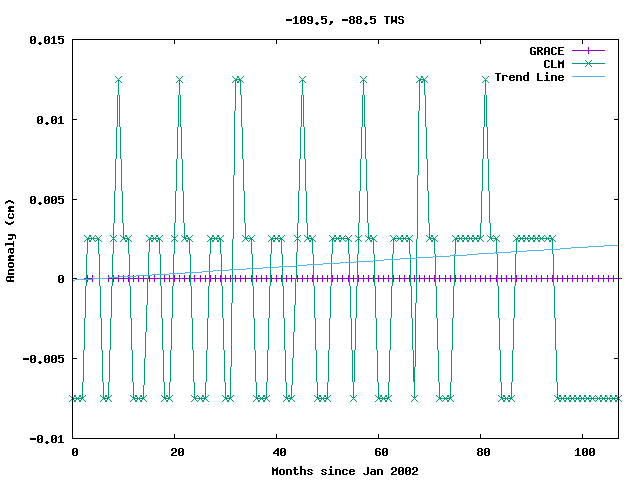 -109.5, -88.5 TWS
0.015
0.01
0.005
0
-0.005
-0.01
Anomaly (cm)
GRACE
CLM
Trend Line
0 20 40 60 80 100
Months since Jan 2002